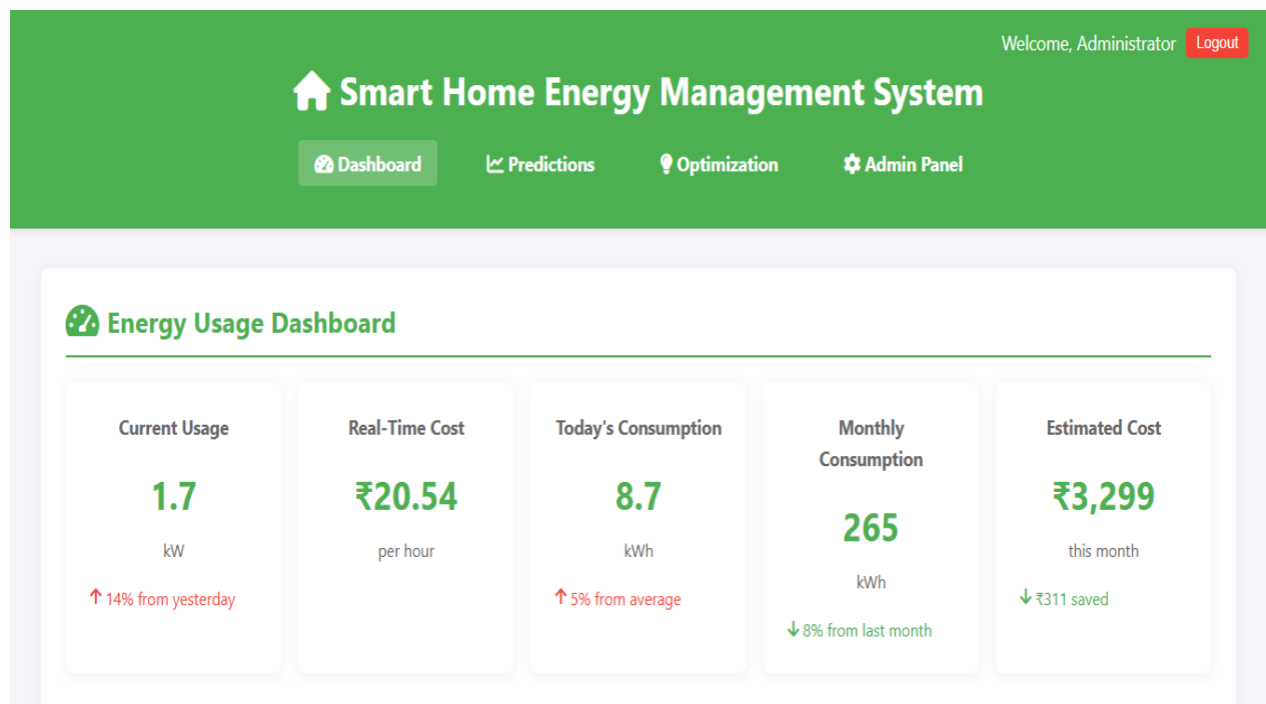 Welcome, Administrator Logout
Smart Home Energy Management System
Dashboard Predictions Optimization Admin Panel
Energy Usage Dashboard
Current Usage
1.7
kW
↑ 14% from yesterday
Real-Time Cost
₹20.54
per hour
Today's Consumption
8.7
kWh
↑ 5% from average
Monthly
Consumption
265
kWh
↓ 8% from last month
Estimated Cost
₹3,299
this month
↓ ₹311 saved